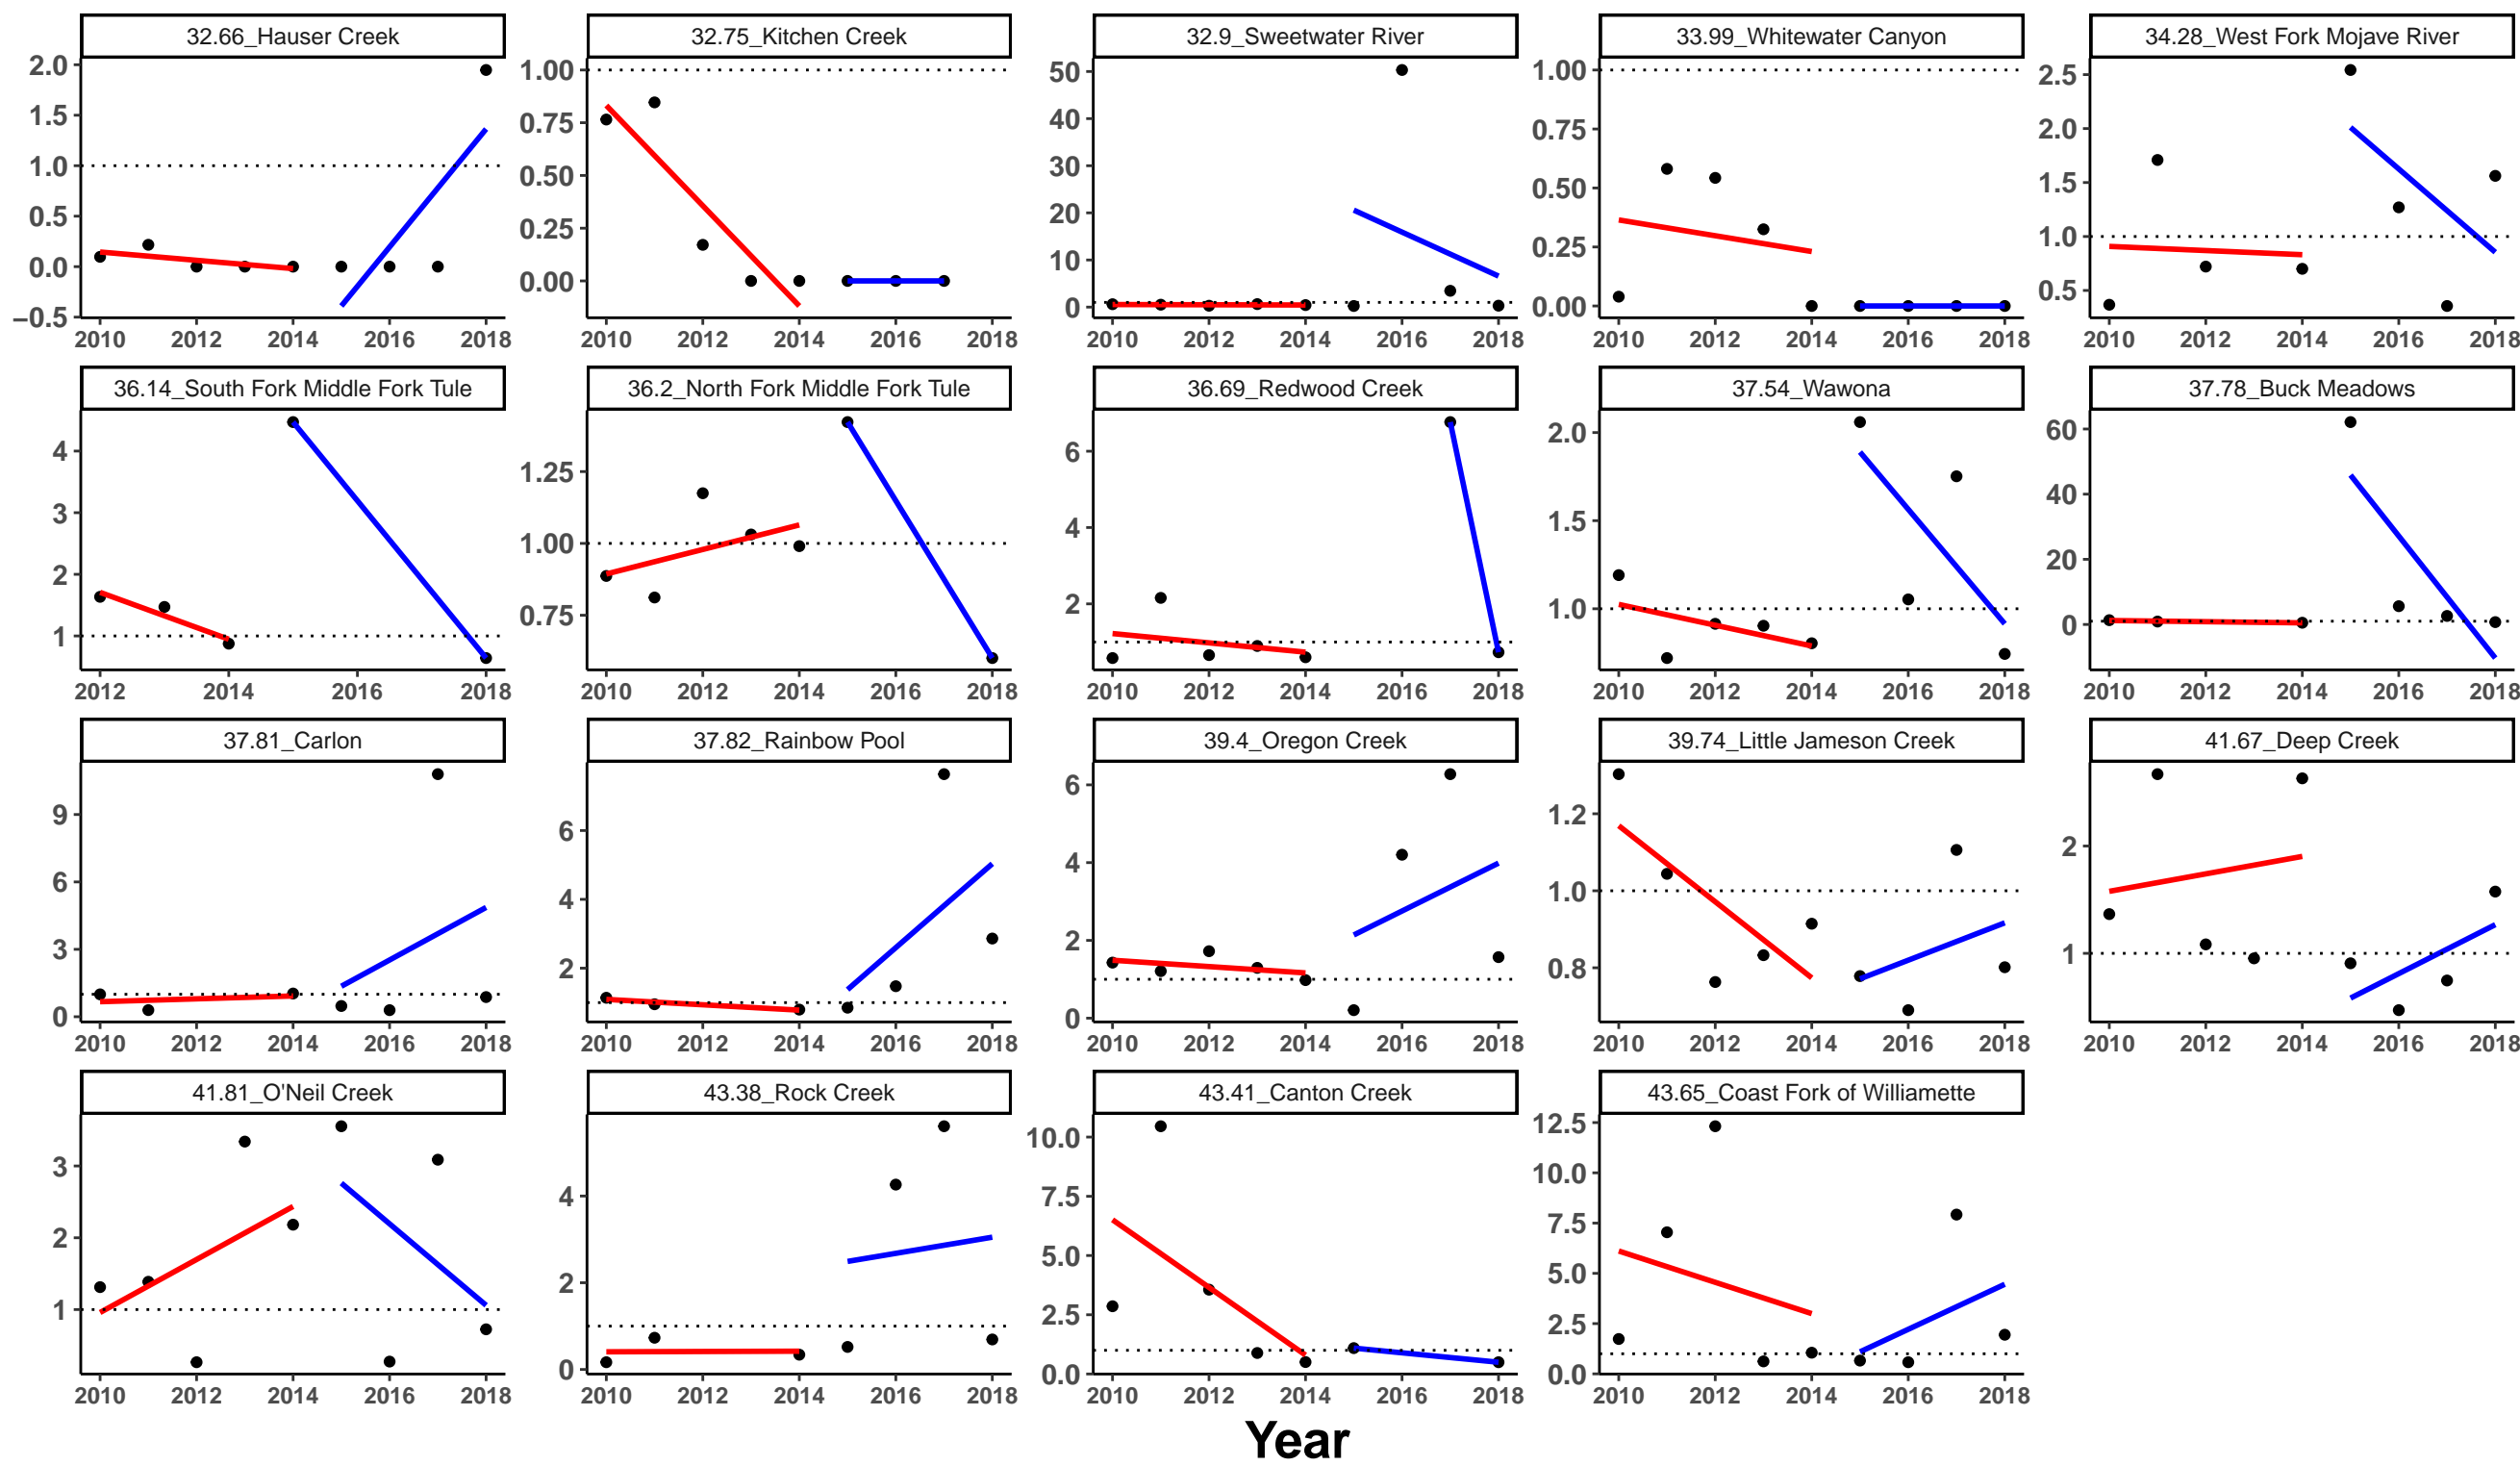 32.66_Hauser Creek 32.75_Kitchen Creek 32.9_Sweetwater River 33.99_Whitewater Canyon 34.28_West Fork Mojave River
2.0 1.00 50 1.00 2.5
1.5 0.75 40 0.75 2.0
1.0 0.50 30 0.50 1.5
0.5 0.25 20 0.25 1.0
0.0 0.00 10 0.00 0.5
−0.5 0
2010 2012 2014 2016 2018 2010 2012 2014 2016 2018 2010 2012 2014 2016 2018 2010 2012 2014 2016 2018 2010 2012 2014 2016 2018
36.14_South Fork Middle Fork Tule 36.2_North Fork Middle Fork Tule 36.69_Redwood Creek 37.54_Wawona 37.78_Buck Meadows
4 1.25 6 2.0 60
3 1.00 4 1.5 40
2 0.75 2 1.0 20
1 0
2012 2014 2016 2018 2010 2012 2014 2016 2018 2010 2012 2014 2016 2018 2010 2012 2014 2016 2018 2010 2012 2014 2016 2018
37.81_Carlon 37.82_Rainbow Pool 39.4_Oregon Creek 39.74_Little Jameson Creek 41.67_Deep Creek
9 6 6 1.2 2
6 4 4 1.0 1
3 2 2 0.8
0 0
2010 2012 2014 2016 2018 2010 2012 2014 2016 2018 2010 2012 2014 2016 2018 2010 2012 2014 2016 2018 2010 2012 2014 2016 2018
41.81_O'Neil Creek 43.38_Rock Creek 43.41_Canton Creek 43.65_Coast Fork of Williamette
3 4 10.0 12.5
2 2 7.5 10.0
1 0 5.0 7.5
2.5 5.0
0.0 2.5
0.0
2010 2012 2014 2016 2018 2010 2012 2014 2016 2018 2010 2012 2014 2016 2018 2010 2012 2014 2016 2018
Year